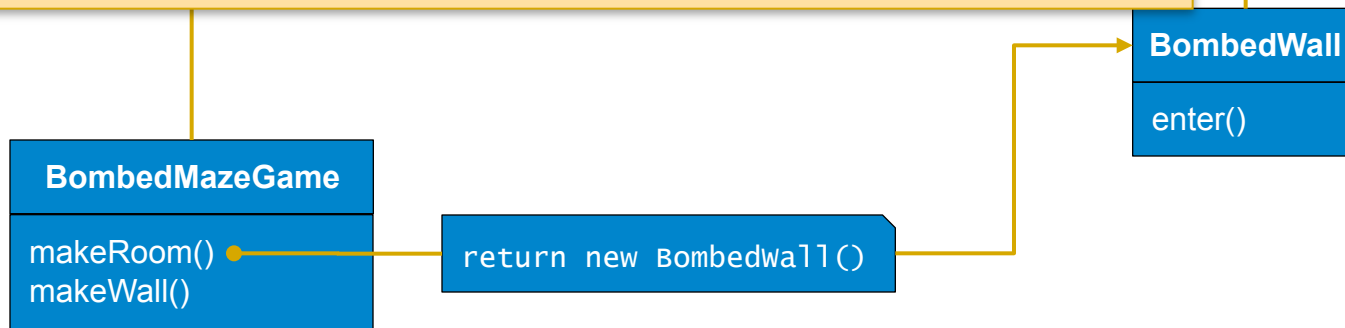 BombedWall
enter()
BombedMazeGame
makeRoom()
makeWall()
return new BombedWall()